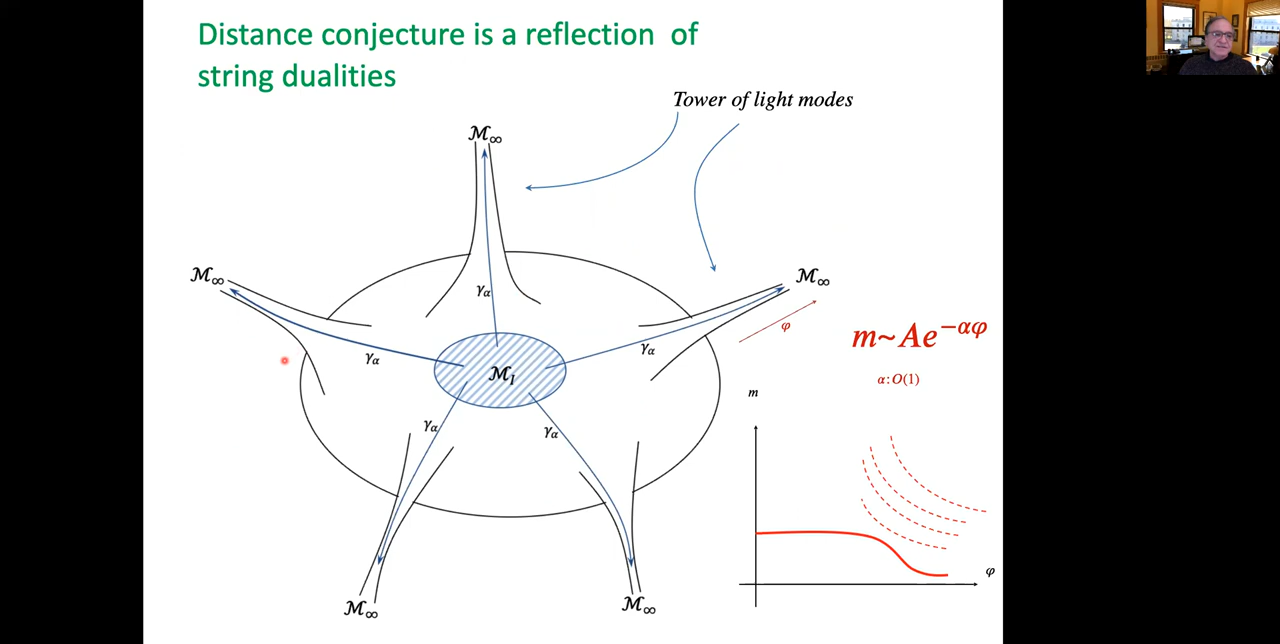 Distance conjecture is a reflection of
string dualities
Tower of light modes
ℳ∞
ℳ∞
ℳ∞
γα
φ
m~ Ae^−αφ
γα
γα
ℳI
α:O(1)
m
γα
γα
φ
ℳ∞
ℳ∞